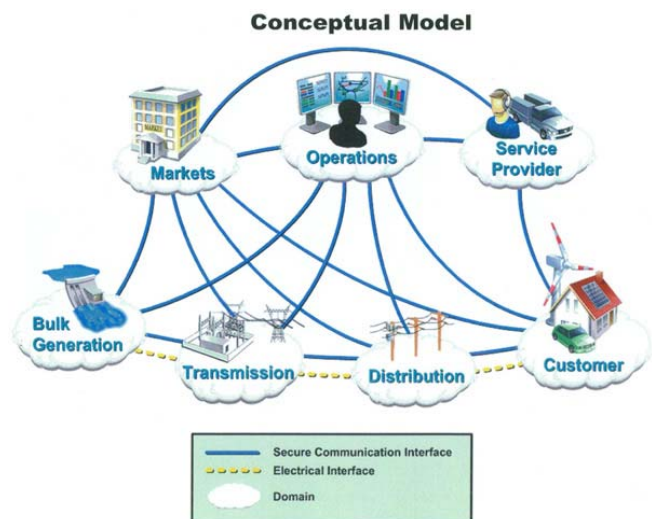 Conceptual Model
Markets
Operations
Service
Provider
Bulk
Generation
Transmission
Distribution
Customer
Secure Communication Interface
Electrical Interface
Domain